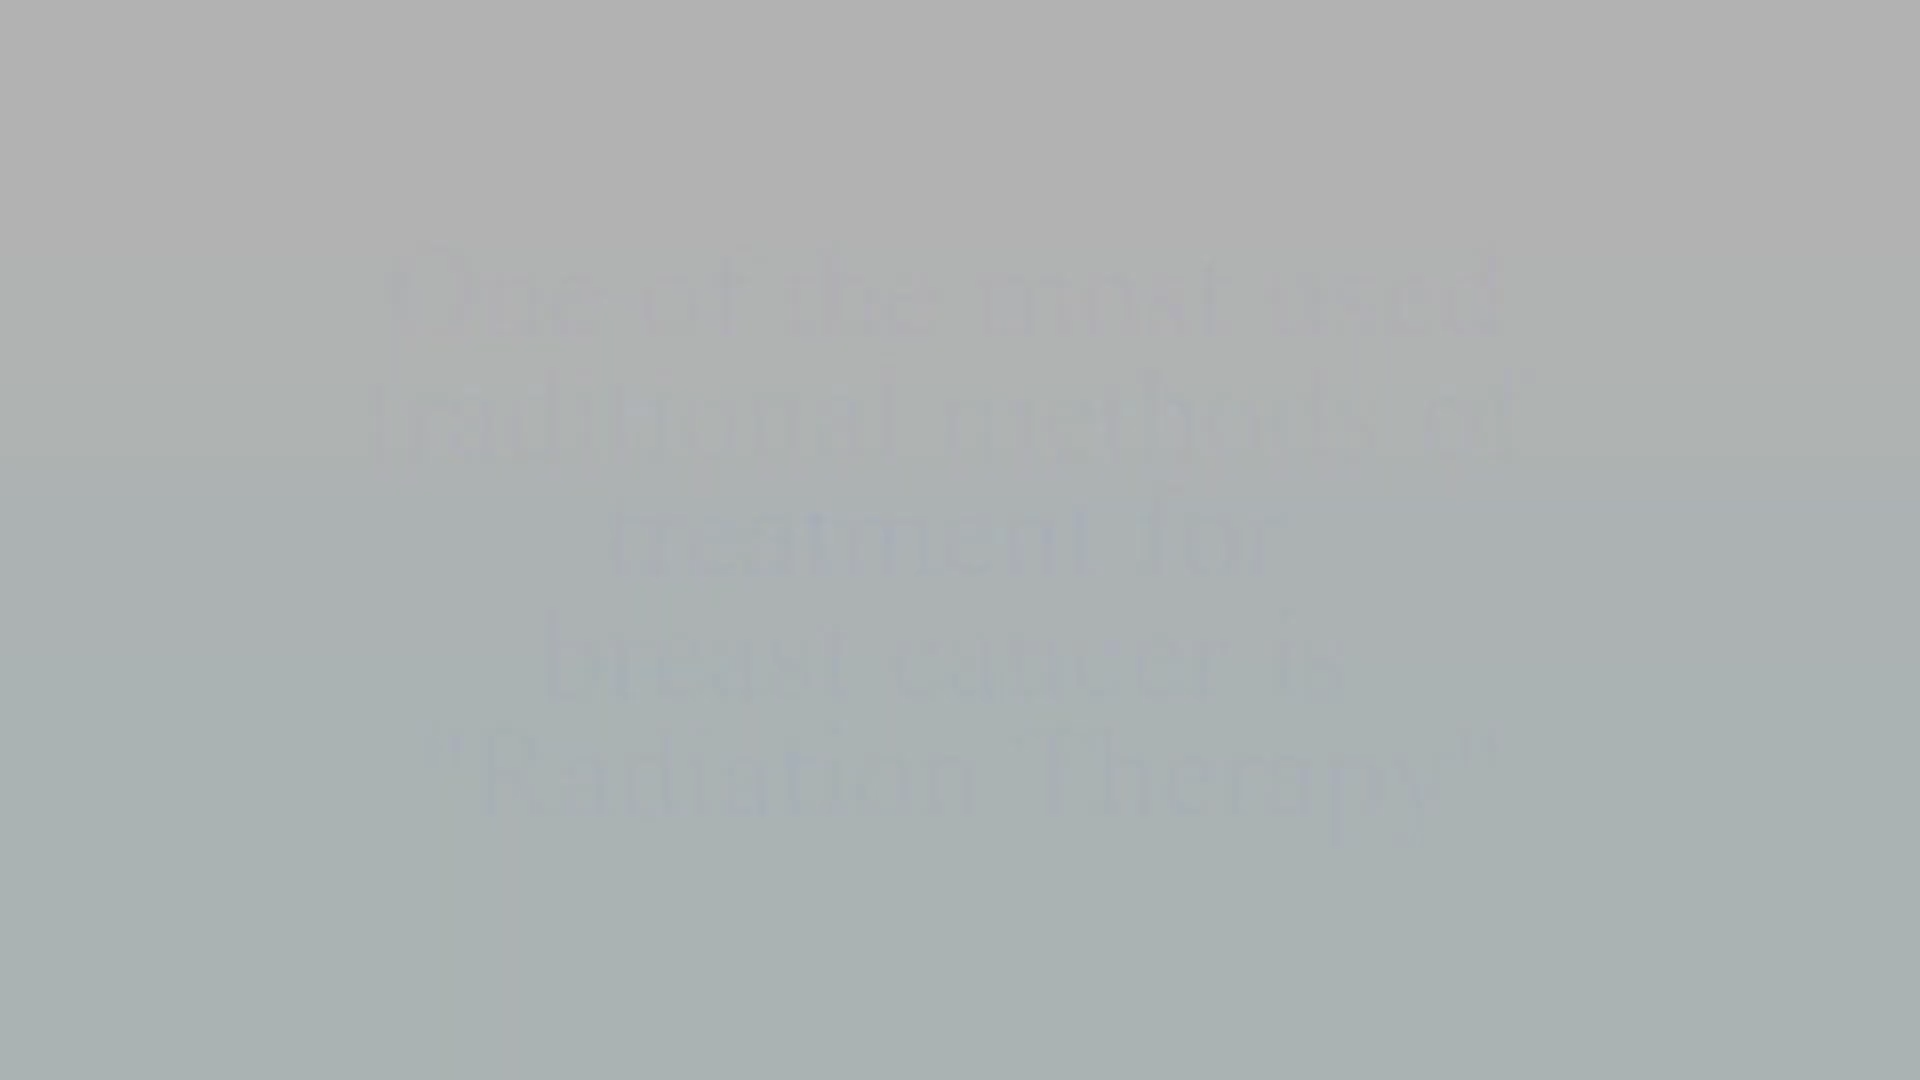 One of the most used
traditional methods of
treatment for
breast cancer is
"Radiation Therapy"